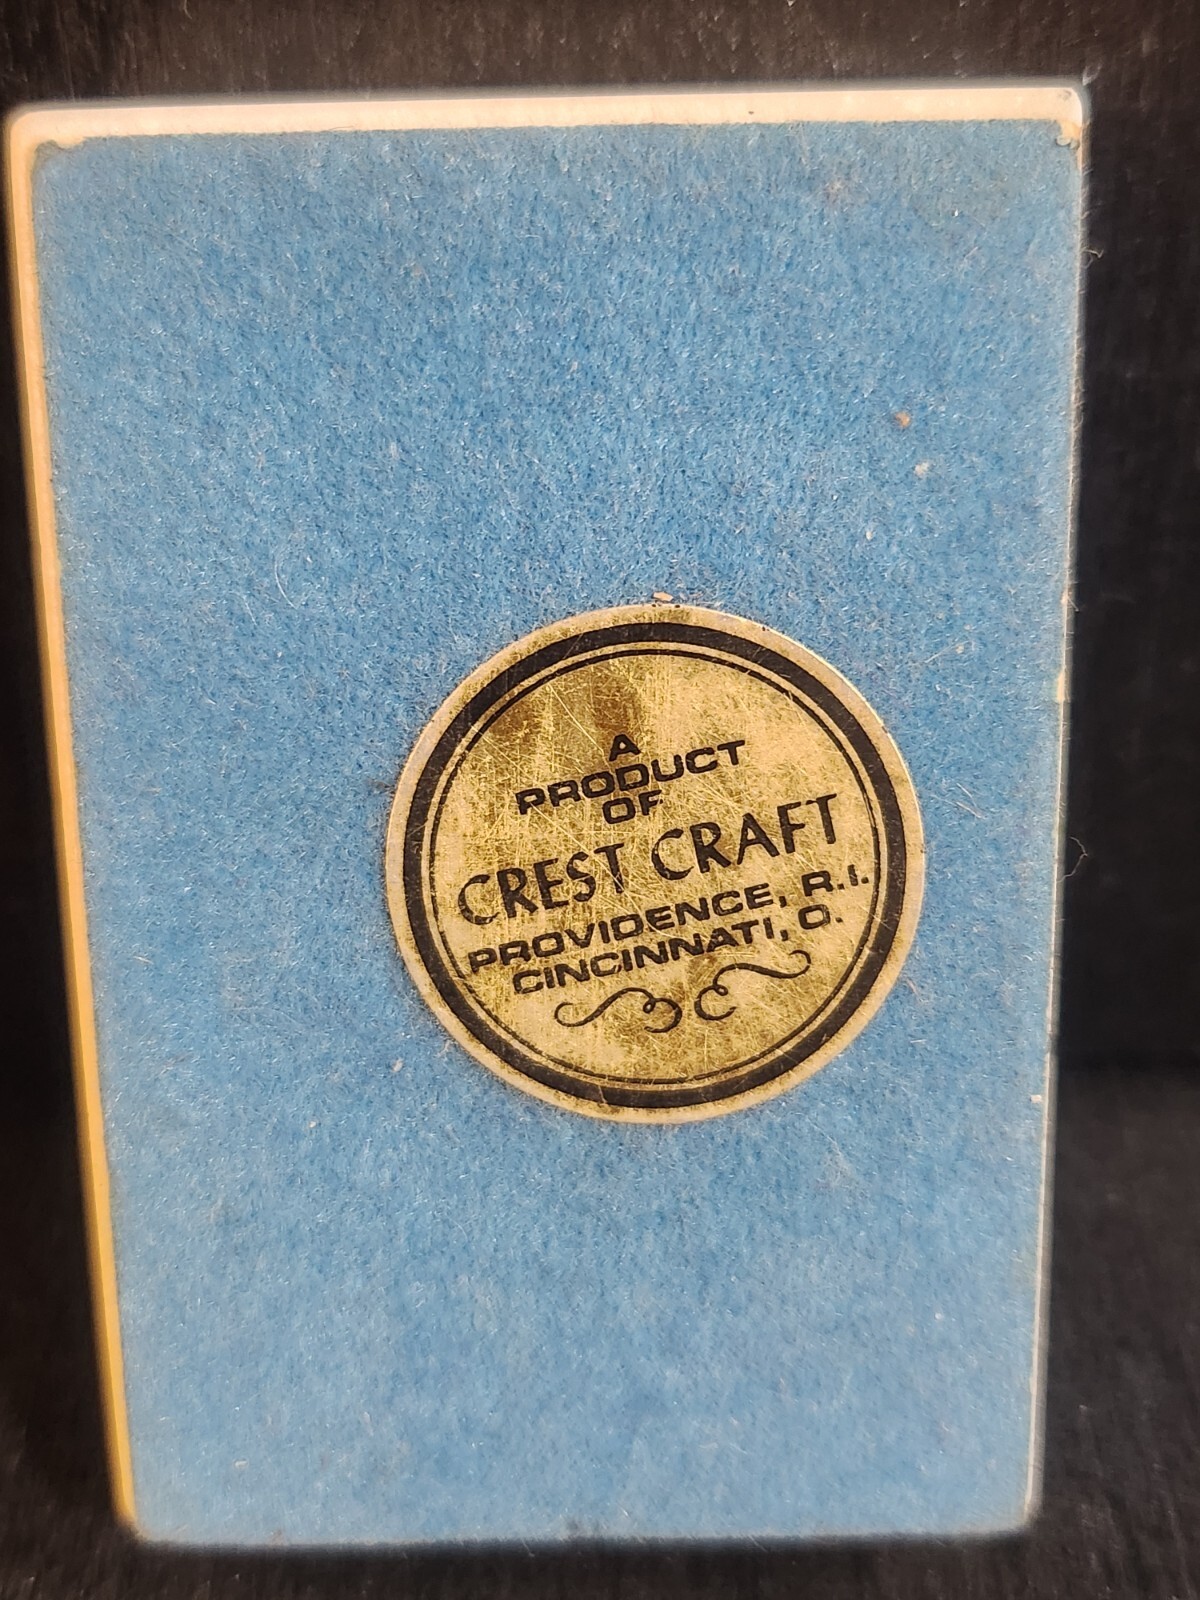 A
PRODUCT
OF
CREST CRAFT
PROVIDENCE, R.I.
CINCINNATI, O.